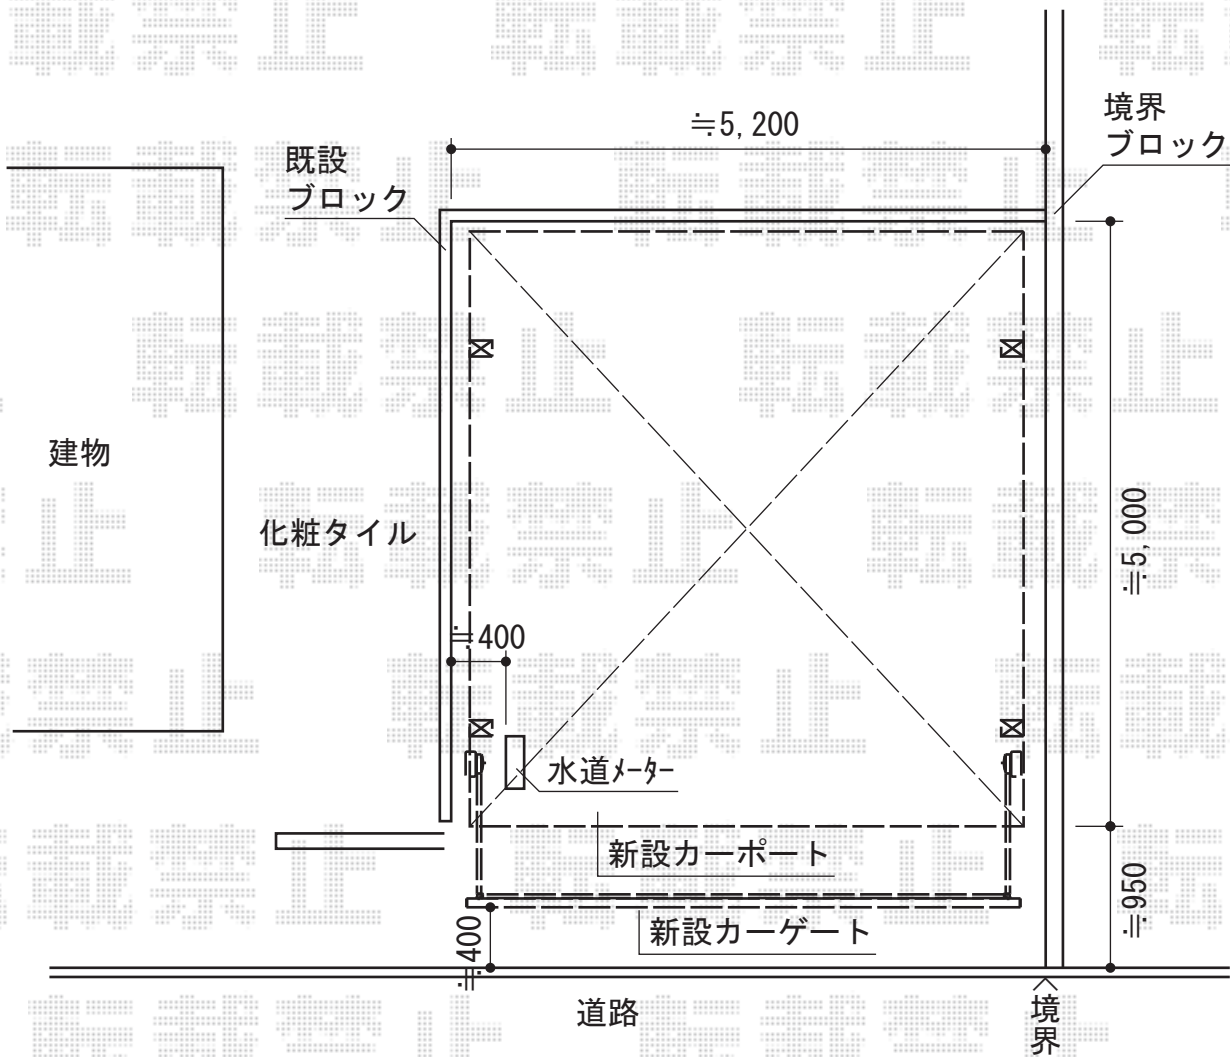 ≒5,200
境界
ブロック
既設
ブロック
建物
化粧タイル
≒5,000
≒400
水道メーター
新設カーポート
≒950
新設カーゲート
≒400
道路
境界
転載禁止